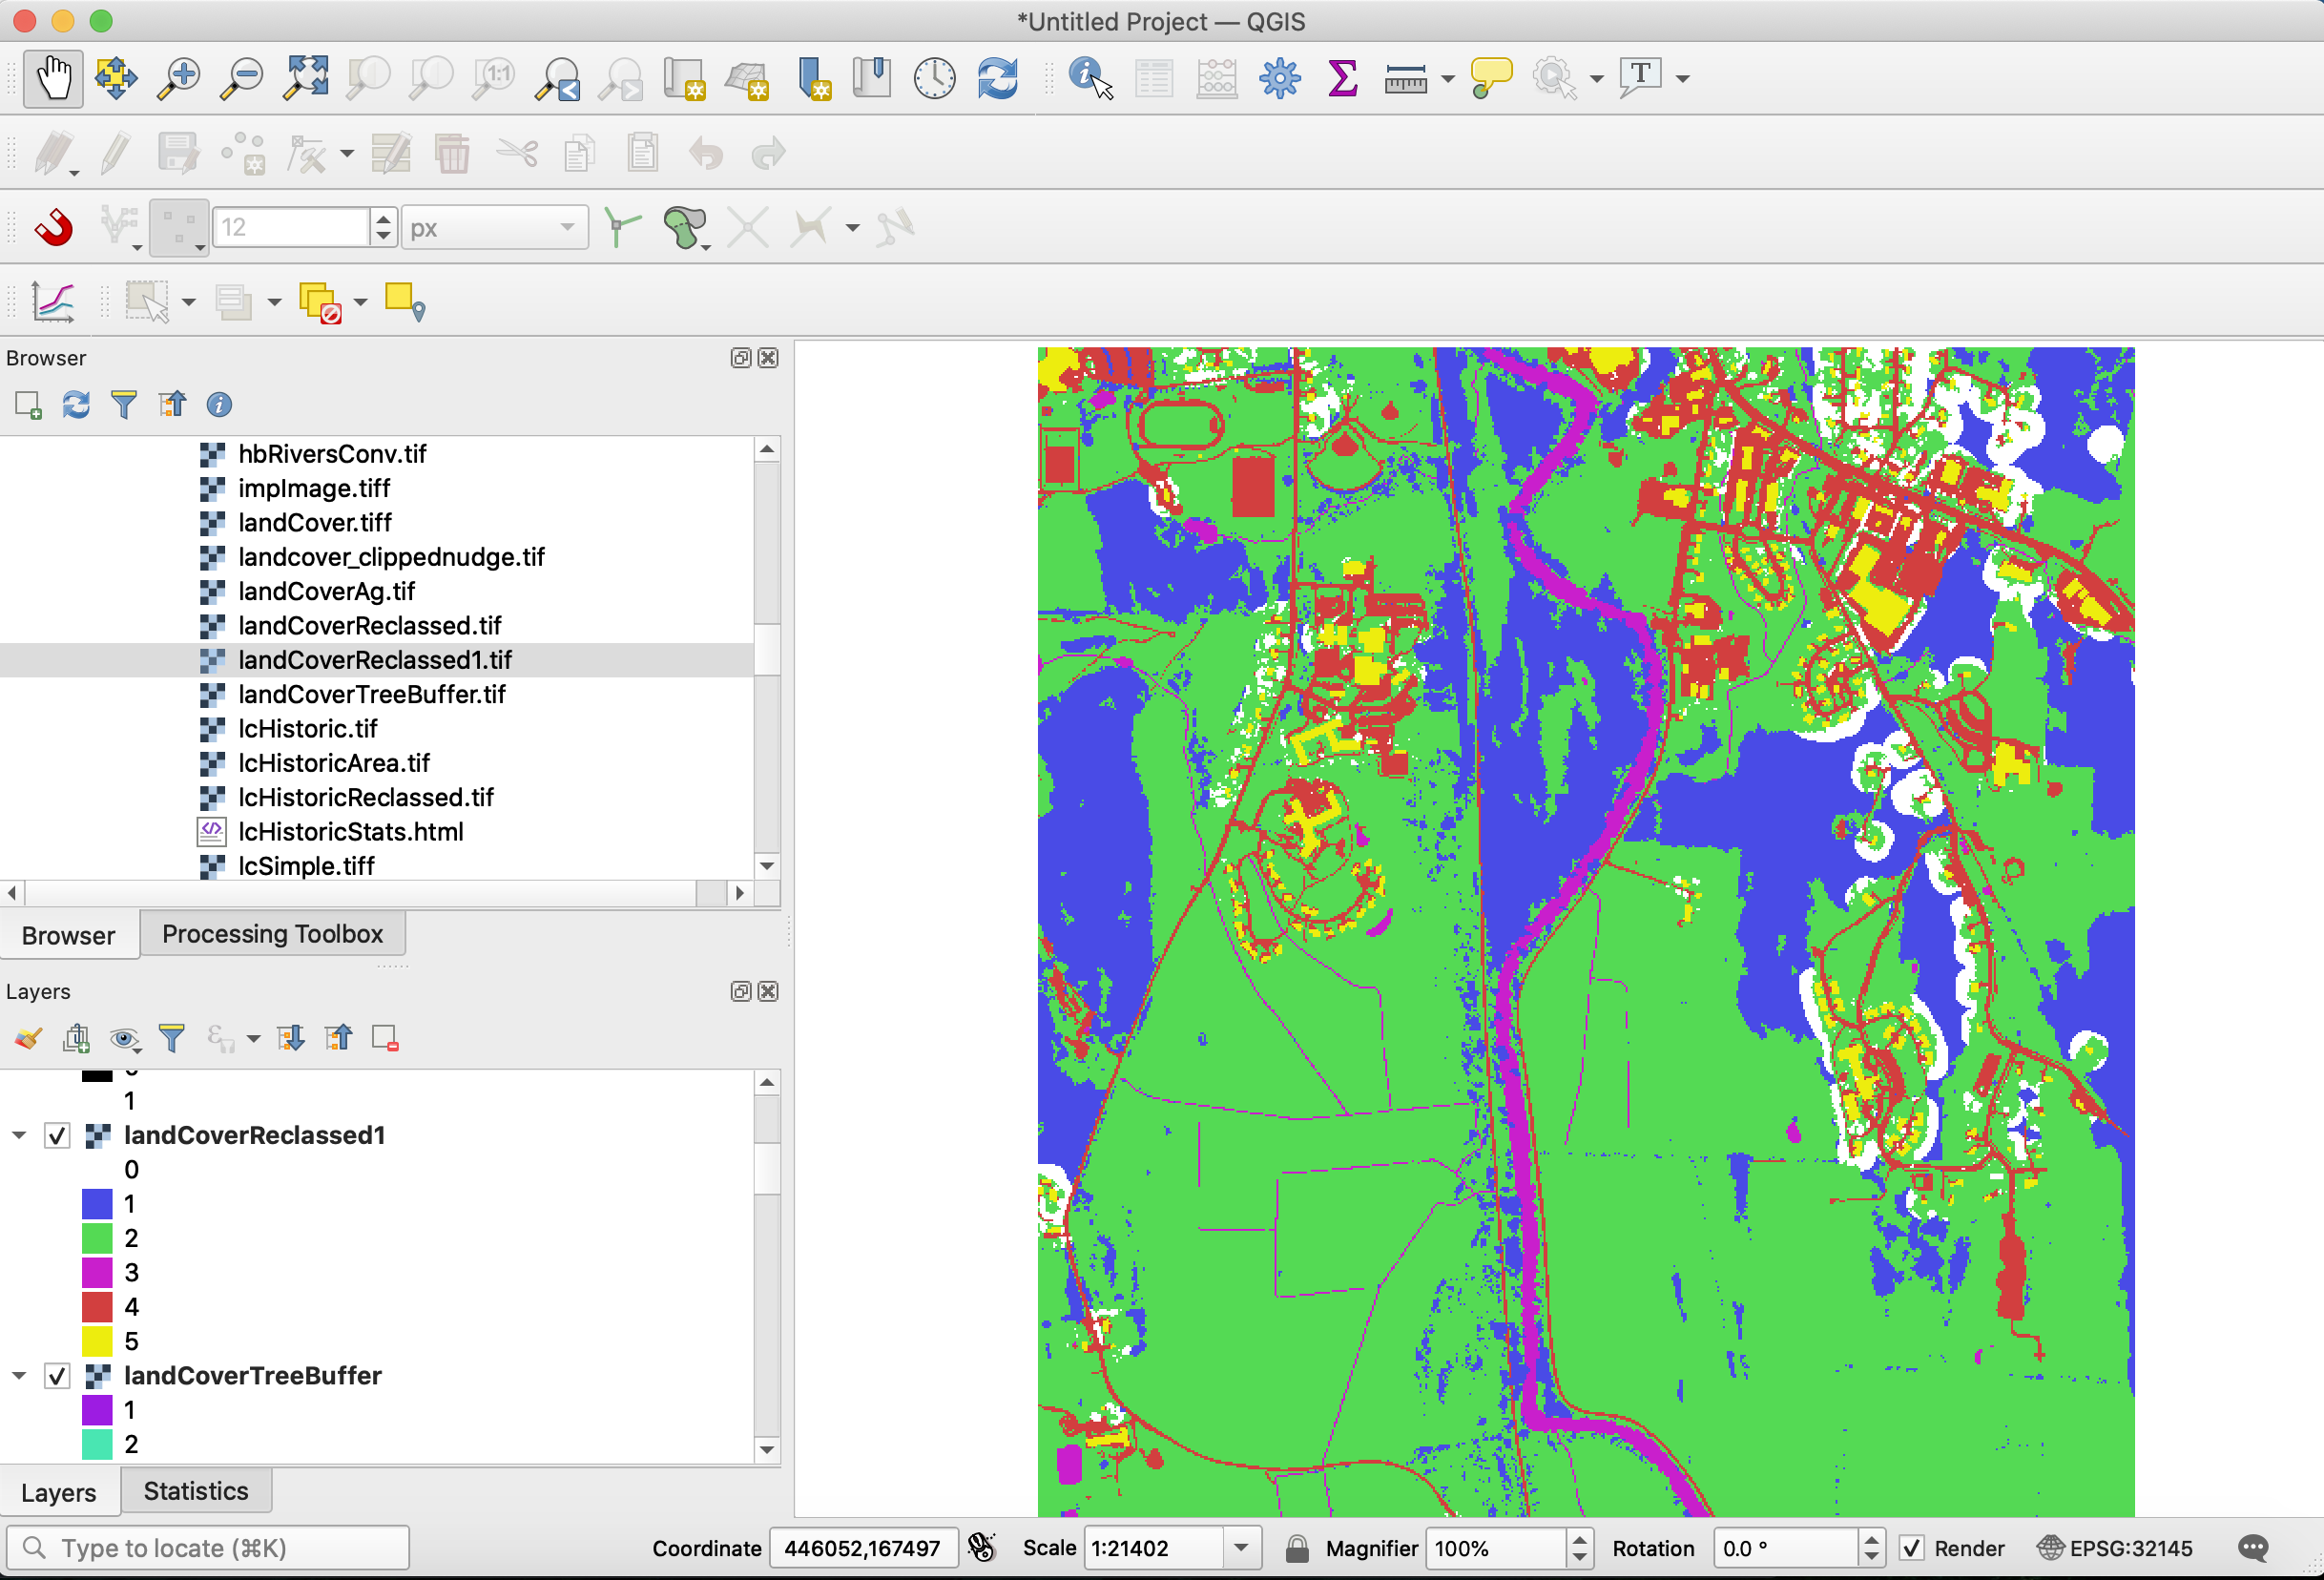 *Untitled Project — QGIS
1:1
T
12
px
Browser
hbRiversConv.tif
impImage.tiff
landCover.tiff
landcover_clippednudge.tif
landCoverAg.tif
landCoverReclassed.tif
landCoverReclassed1.tif
landCoverTreeBuffer.tif
lcHistoric.tif
lcHistoricArea.tif
lcHistoricReclassed.tif
lcHistoricStats.html
lcSimple.tiff
Browser
Processing Toolbox
Layers
1
landCoverReclassed1
0
1
2
3
4
5
landCoverTreeBuffer
1
2
Layers
Statistics
Type to locate (⌘K)
Coordinate 446052,167497
Scale 1:21402
Magnifier 100%
Rotation 0.0 °
Render
EPSG:32145